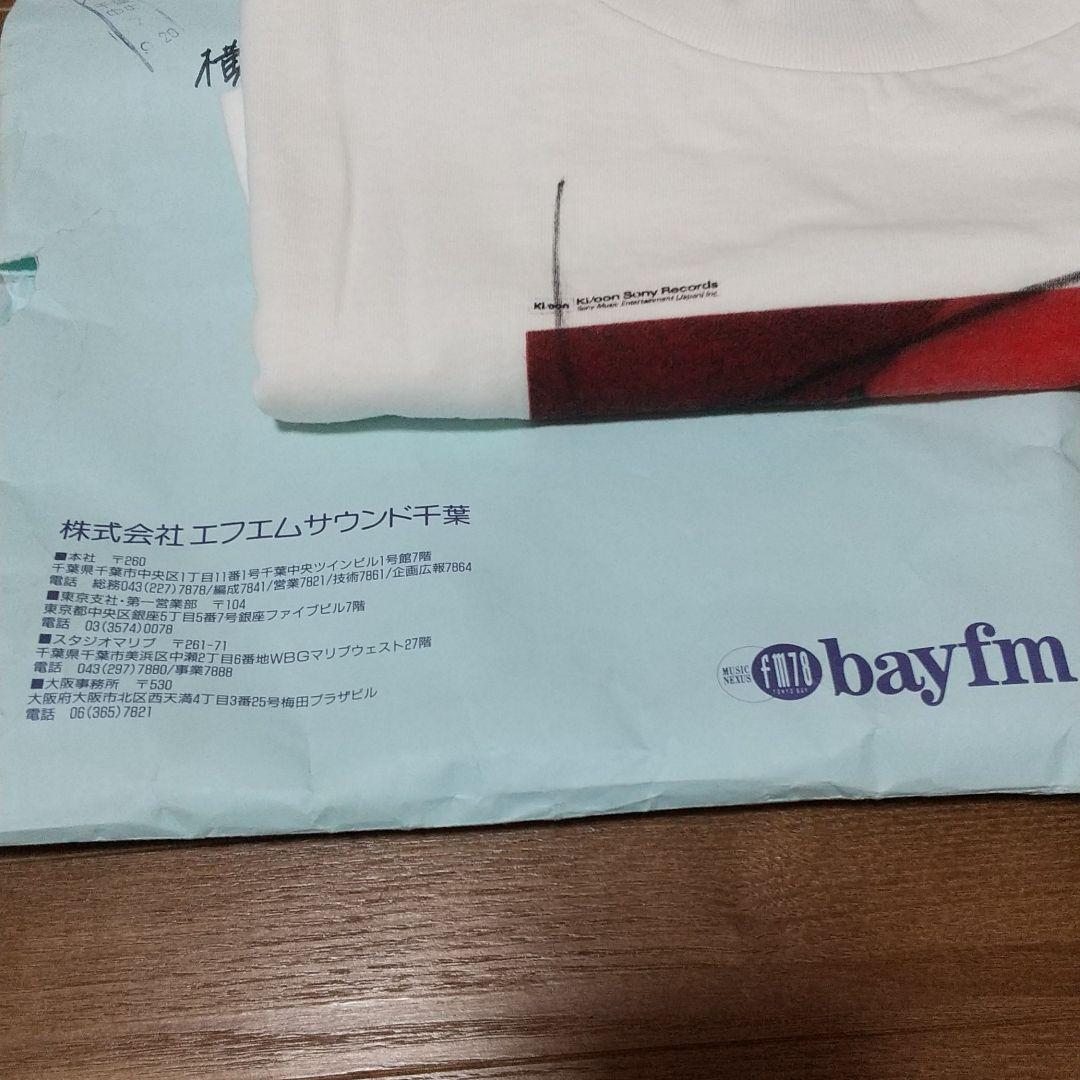 横
Ki/oon Ki/oon Sony Records
Sony Music Entertainment (Japan) Inc.
株式会社エフエムサウンド千葉
■本社 〒260
千葉県千葉市中央区1丁目11番1号千葉中央ツインビル1号館7階
電話 総務043(227)7878/編成7841/営業7821/技術7861/企画広報7864
■東京支社・第一営業部 〒104
東京都中央区銀座5丁目5番7号銀座ファイブビル7階
電話 03(3574)0078
■スタジオマリブ 〒261-71
千葉県千葉市美浜区中瀬2丁目6番地WBGマリブウェスト27階
電話 043(297)7880/事業7888
■大阪事務所 〒530
大阪府大阪市北区西天満4丁目3番25号梅田プラザビル
電話 06(365)7821
MUSIC
NEXUS
fm78
TOKYO BAY
bayfm